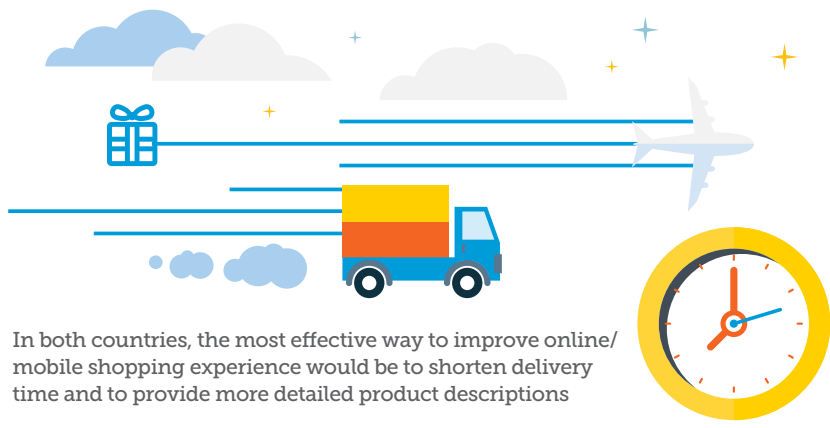 In both countries, the most effective way to improve online/
mobile shopping experience would be to shorten delivery
time and to provide more detailed product descriptions